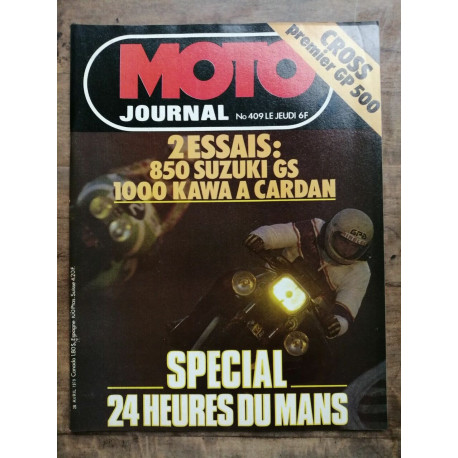 MOTO
JOURNAL
No 409 LE JEUDI 6F
CROSS
premier GP 500
2 ESSAIS:
850 SUZUKI GS
1000 KAWA A CARDAN
SPECIAL
24 HEURES DU MANS